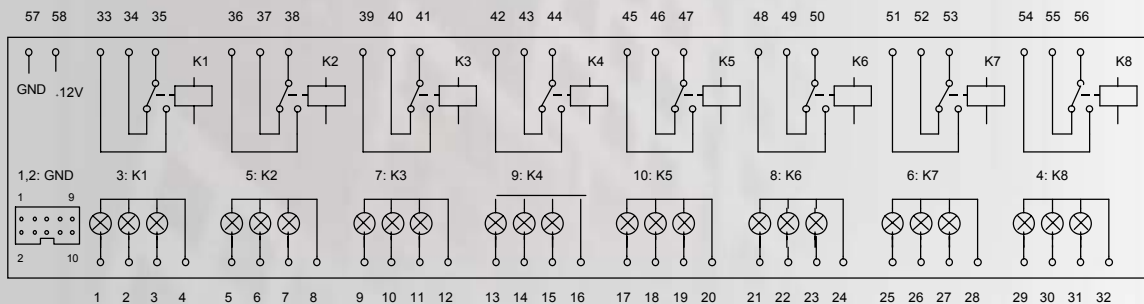 57 58 33 34 35 36 37 38 39 40 41 42 43 44 45 46 47 48 49 50 51 52 53 54 55 56
K1 K2 K3 K4 K5 K6 K7 K8
GND .12V
1,2: GND 3: K1 5: K2 7: K3 9: K4 10: K5 8: K6 6: K7 4: K8
1 9
2 10
1 2 3 4 5 6 7 8 9 10 11 12 13 14 15 16 17 18 19 20 21 22 23 24 25 26 27 28 29 30 31 32